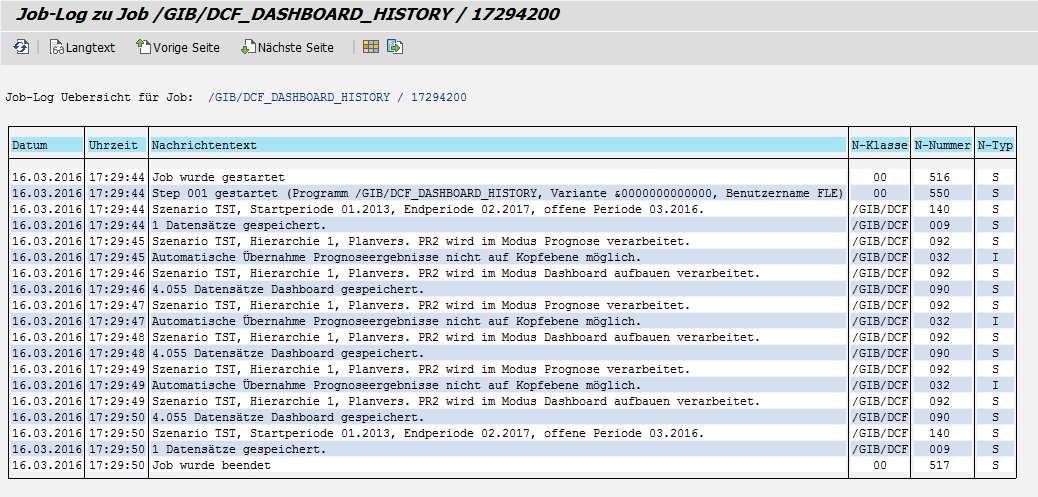 Job-Log zu Job /GIB/DCF_DASHBOARD_HISTORY / 17294200
Langtext Vorige Seite Nächste Seite
Job-Log Uebersicht für Job: /GIB/DCF_DASHBOARD_HISTORY / 17294200
Datum Uhrzeit Nachrichtentext N-Klasse N-Nummer N-Typ
16.03.2016 17:29:44 Job wurde gestartet 00 516 S
16.03.2016 17:29:44 Step 001 gestartet (Programm /GIB/DCF_DASHBOARD_HISTORY, Variante &0000000000000, Benutzername FLE) 00 550 S
16.03.2016 17:29:44 Szenario TST, Startperiode 01.2013, Endperiode 02.2017, offene Periode 03.2016. /GIB/DCF 140 S
16.03.2016 17:29:44 1 Datensätze gespeichert. /GIB/DCF 009 S
16.03.2016 17:29:45 Szenario TST, Hierarchie 1, Planvers. PR2 wird im Modus Prognose verarbeitet. /GIB/DCF 092 S
16.03.2016 17:29:45 Automatische Übernahme Prognoseergebnisse nicht auf Kopfebene möglich. /GIB/DCF 032 I
16.03.2016 17:29:46 Szenario TST, Hierarchie 1, Planvers. PR2 wird im Modus Dashboard aufbauen verarbeitet. /GIB/DCF 092 S
16.03.2016 17:29:46 4.055 Datensätze Dashboard gespeichert. /GIB/DCF 090 S
16.03.2016 17:29:47 Szenario TST, Hierarchie 1, Planvers. PR2 wird im Modus Prognose verarbeitet. /GIB/DCF 092 S
16.03.2016 17:29:47 Automatische Übernahme Prognoseergebnisse nicht auf Kopfebene möglich. /GIB/DCF 032 I
16.03.2016 17:29:48 Szenario TST, Hierarchie 1, Planvers. PR2 wird im Modus Dashboard aufbauen verarbeitet. /GIB/DCF 092 S
16.03.2016 17:29:48 4.055 Datensätze Dashboard gespeichert. /GIB/DCF 090 S
16.03.2016 17:29:49 Szenario TST, Hierarchie 1, Planvers. PR2 wird im Modus Prognose verarbeitet. /GIB/DCF 092 S
16.03.2016 17:29:49 Automatische Übernahme Prognoseergebnisse nicht auf Kopfebene möglich. /GIB/DCF 032 I
16.03.2016 17:29:49 Szenario TST, Hierarchie 1, Planvers. PR2 wird im Modus Dashboard aufbauen verarbeitet. /GIB/DCF 092 S
16.03.2016 17:29:50 4.055 Datensätze Dashboard gespeichert. /GIB/DCF 090 S
16.03.2016 17:29:50 Szenario TST, Startperiode 01.2013, Endperiode 02.2017, offene Periode 03.2016. /GIB/DCF 140 S
16.03.2016 17:29:50 1 Datensätze gespeichert. /GIB/DCF 009 S
16.03.2016 17:29:50 Job wurde beendet 00 517 S